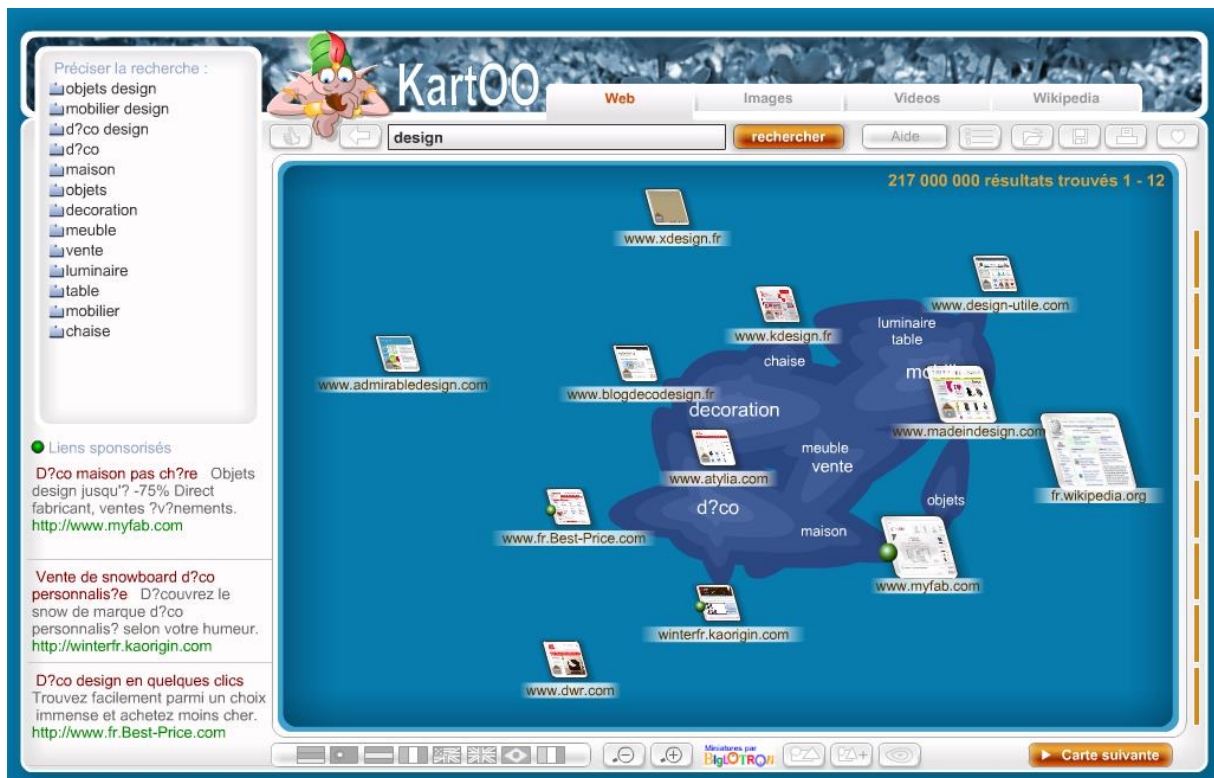 Préciser la recherche :
objets design
mobilier design
d?co design
d?co
maison
objets
decoration
meuble
vente
luminaire
table
mobilier
chaise
Liens sponsorisés
D?co maison pas ch?re Objets
design jusqu'? -75% Direct
fabricant, ventes ?v?nements.
http://www.myfab.com
Vente de snowboard d?co
personnalis?e D?couvrez le
snow de marque d?co
personnalis? selon votre humeur.
http://winterfr.kaorigin.com
D?co design en quelques clics
Trouvez facilement parmi un choix
immense et achetez moins cher.
http://www.fr.Best-Price.com
KartOO
Web
Images
Videos
Wikipedia
design
rechercher
Aide
217 000 000 résultats trouvés 1 - 12
www.xdesign.fr
www.design-utile.com
www.kdesign.fr
luminaire
table
chaise
www.admirabledesign.com
www.blogdecodesign.fr
decoration
www.madeindesign.com
meuble
vente
www.atylia.com
fr.wikipedia.org
objets
d?co
maison
www.fr.Best-Price.com
www.myfab.com
winterfr.kaorigin.com
www.dwr.com
Miniatures par
BigLOTRON
Carte suivante